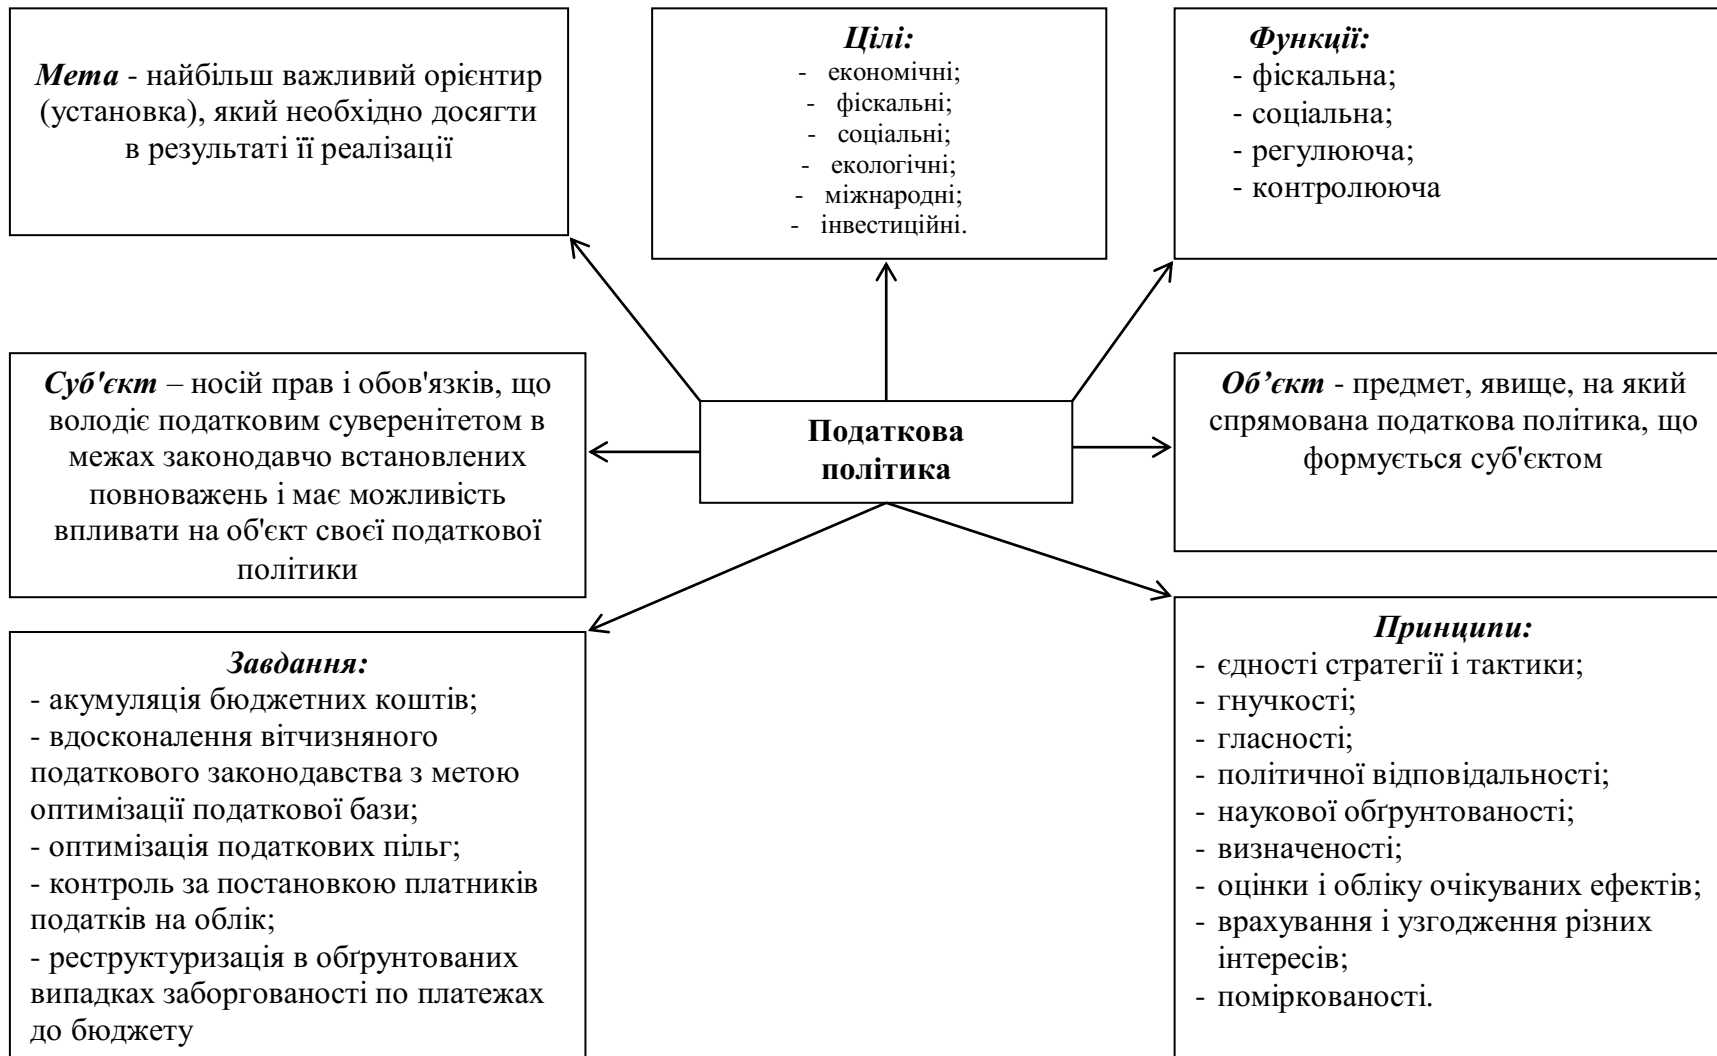 Мета - найбільш важливий орієнтир
(установка), який необхідно досягти
в результаті її реалізації
Цілі:
- економічні;
- фіскальні;
- соціальні;
- екологічні;
- міжнародні;
- інвестиційні.
Функції:
- фіскальна;
- соціальна;
- регулююча;
- контролююча
Суб'єкт – носій прав і обов'язків, що
володіє податковим суверенітетом в
межах законодавчо встановлених
повноважень і має можливість
впливати на об'єкт своєї податкової
політики
Податкова
політика
Об’єкт - предмет, явище, на який
спрямована податкова політика, що
формується суб'єктом
Завдання:
- акумуляція бюджетних коштів;
- вдосконалення вітчизняного
податкового законодавства з метою
оптимізації податкової бази;
- оптимізація податкових пільг;
- контроль за постановкою платників
податків на облік;
- реструктуризація в обґрунтованих
випадках заборгованості по платежах
до бюджету
Принципи:
- єдності стратегії і тактики;
- гнучкості;
- гласності;
- політичної відповідальності;
- наукової обґрунтованості;
- визначеності;
- оцінки і обліку очікуваних ефектів;
- врахування і узгодження різних
інтересів;
- поміркованості.